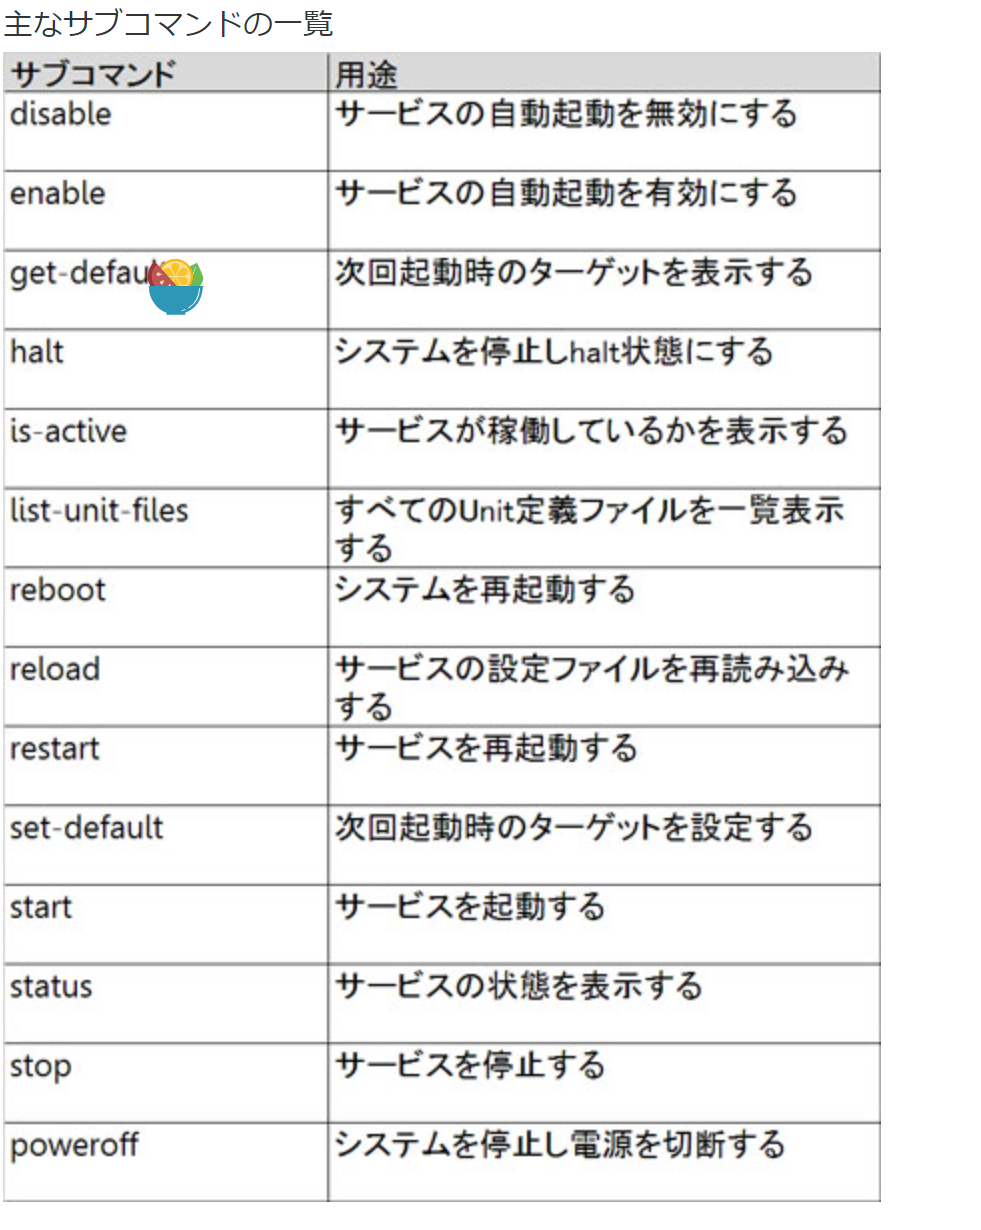 主なサブコマンドの一覧
サブコマンド 用途
disable サービスの自動起動を無効にする
enable サービスの自動起動を有効にする
次回起動時のターゲットを表示する
halt システムを停止しhalt状態にする
is-active サービスが稼働しているかを表示する
list-unit-files すべてのUnit定義ファイルを一覧表示
する
reboot システムを再起動する
reload サービスの設定ファイルを再読み込み
する
restart サービスを再起動する
set-default 次回起動時のターゲットを設定する
start サービスを起動する
status サービスの状態を表示する
stop サービスを停止する
poweroff システムを停止し電源を切断する